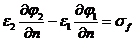 ε₂ ∂φ₂/∂n − ε₁ ∂φ₁/∂n = σ_f